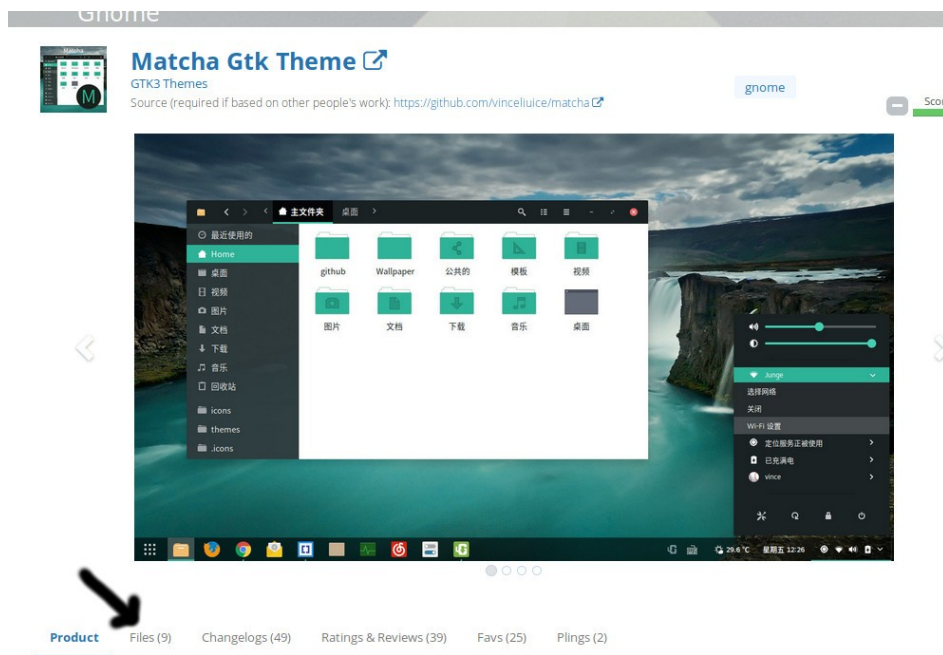 Gnome
Matcha
M
Matcha Gtk Theme
GTK3 Themes
Source (required if based on other people's work): https://github.com/vinceliuice/matcha
gnome
Scor
主文件夹 桌面
最近使用的
Home
桌面
视频
图片
文档
下载
音乐
回收站
icons
themes
.icons
github Wallpaper 公共的 模板 视频
图片 文档 下载 音乐 桌面
Junge
选择网络
关闭
Wi-Fi 设置
定位服务正被使用
已充满电
vince
29.6 °C 星期五 12:26
Product Files (9) Changelogs (49) Ratings & Reviews (39) Favs (25) Plings (2)